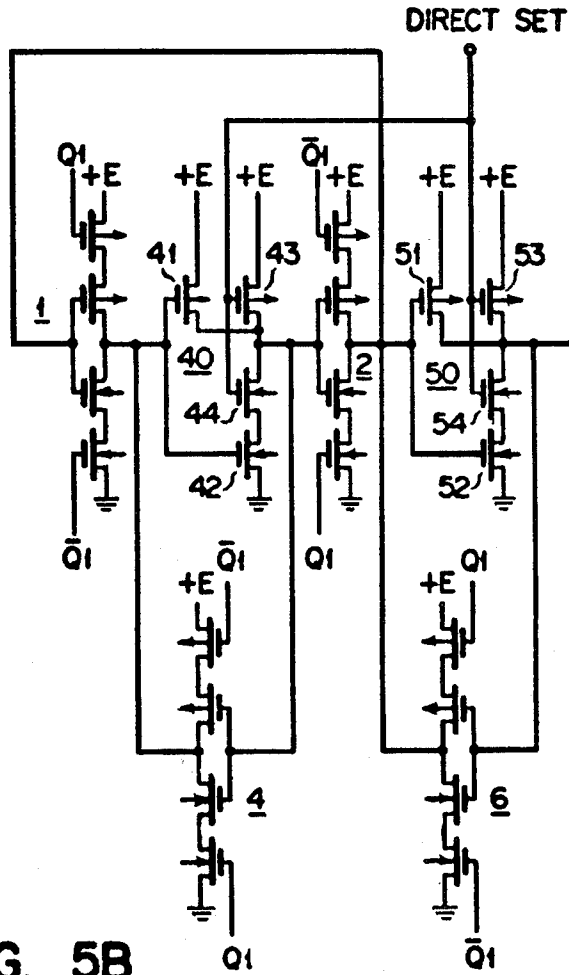 DIRECT SET
Q1 +E +E +E Q̄1 +E +E +E
41 43 51 53
1 40 2 50
44 54
42 52
Q̄1 Q1
+E Q̄1 +E Q1
4 6
Q1 Q̄1
G. 5B